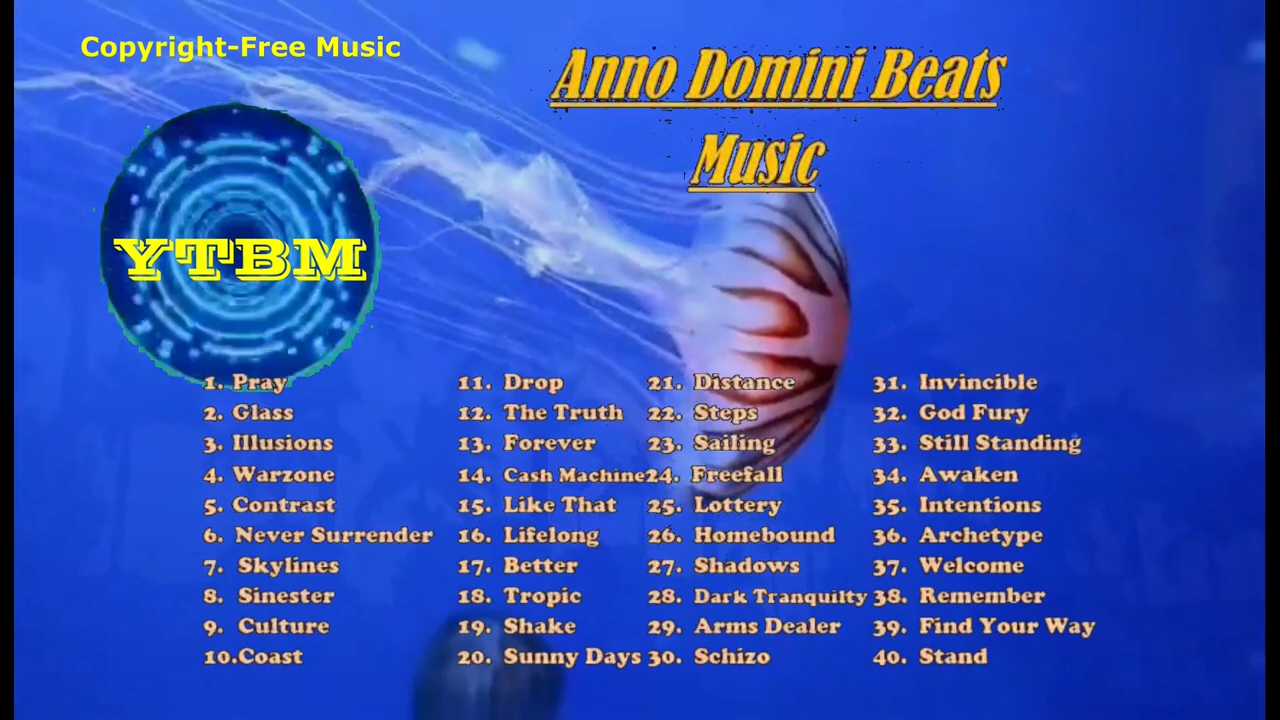 Copyright-Free Music
Anno Domini Beats
Music
YTBM
1. Pray
2. Glass
3. Illusions
4. Warzone
5. Contrast
6. Never Surrender
7. Skylines
8. Sinester
9. Culture
10.Coast
11. Drop
12. The Truth
13. Forever
14. Cash Machine
15. Like That
16. Lifelong
17. Better
18. Tropic
19. Shake
20. Sunny Days
21. Distance
22. Steps
23. Sailing
24. Freefall
25. Lottery
26. Homebound
27. Shadows
28. Dark Tranquilty
29. Arms Dealer
30. Schizo
31. Invincible
32. God Fury
33. Still Standing
34. Awaken
35. Intentions
36. Archetype
37. Welcome
38. Remember
39. Find Your Way
40. Stand